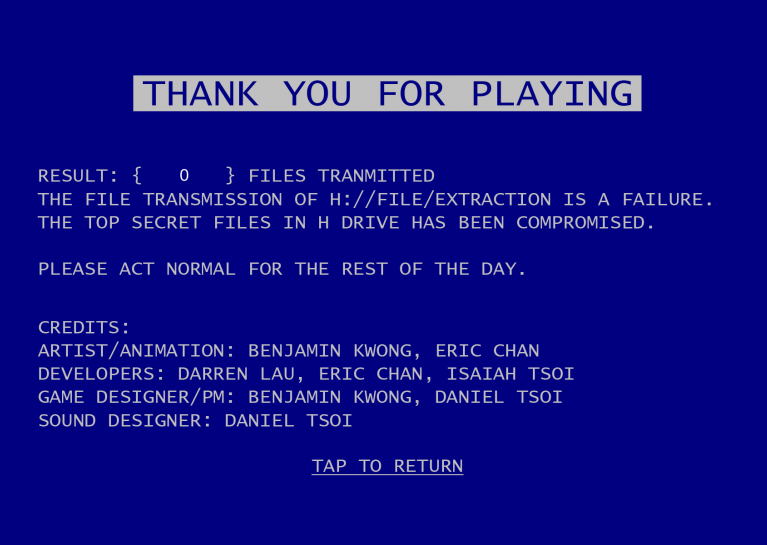 THANK YOU FOR PLAYING
RESULT: { 0 } FILES TRANMITTED
THE FILE TRANSMISSION OF H://FILE/EXTRACTION IS A FAILURE.
THE TOP SECRET FILES IN H DRIVE HAS BEEN COMPROMISED.
PLEASE ACT NORMAL FOR THE REST OF THE DAY.
CREDITS:
ARTIST/ANIMATION: BENJAMIN KWONG, ERIC CHAN
DEVELOPERS: DARREN LAU, ERIC CHAN, ISAIAH TSOI
GAME DESIGNER/PM: BENJAMIN KWONG, DANIEL TSOI
SOUND DESIGNER: DANIEL TSOI
TAP TO RETURN